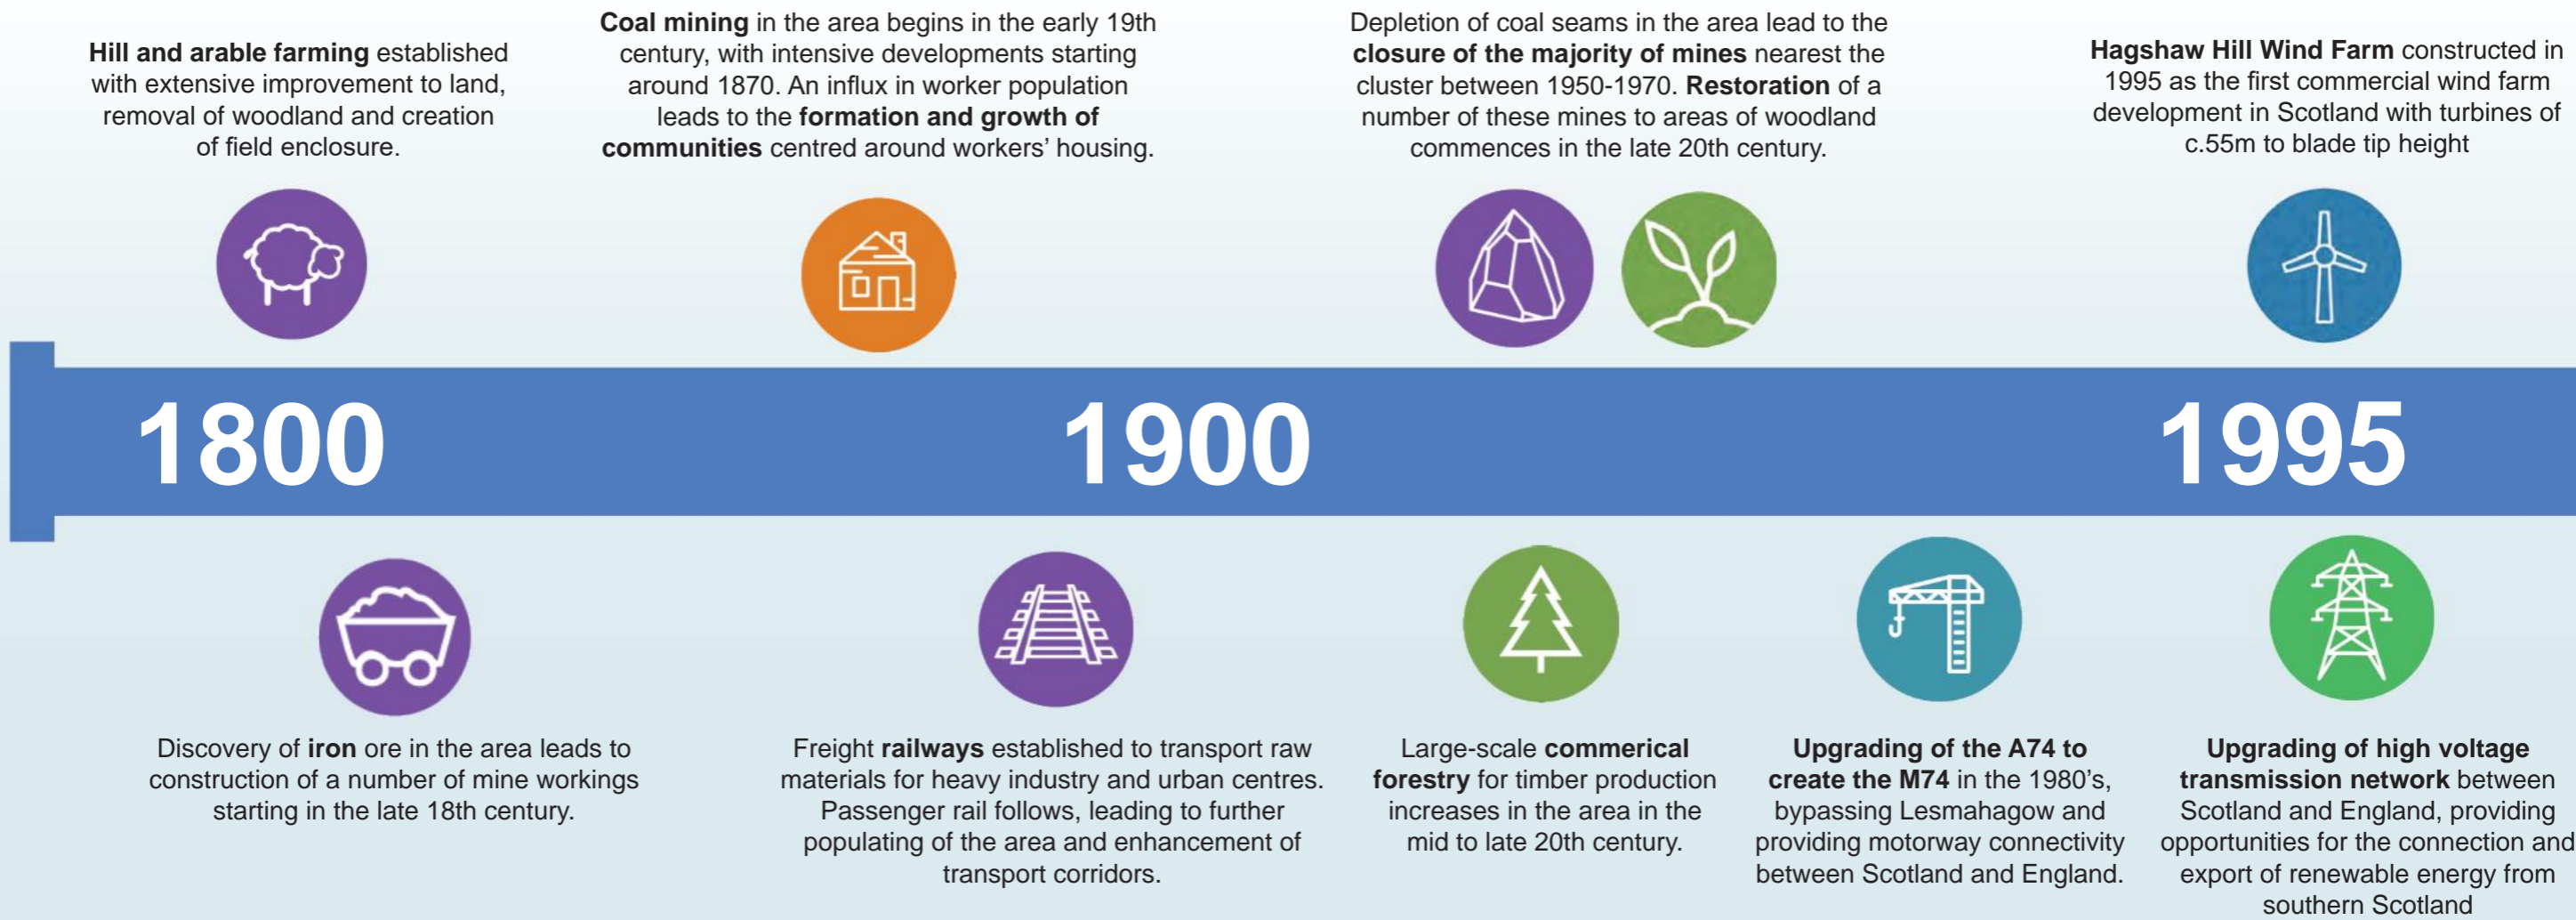 Hill and arable farming established
with extensive improvement to land,
removal of woodland and creation
of field enclosure.
Coal mining in the area begins in the early 19th
century, with intensive developments starting
around 1870. An influx in worker population
leads to the formation and growth of
communities centred around workers’ housing.
Depletion of coal seams in the area lead to the
closure of the majority of mines nearest the
cluster between 1950-1970. Restoration of a
number of these mines to areas of woodland
commences in the late 20th century.
Hagshaw Hill Wind Farm constructed in
1995 as the first commercial wind farm
development in Scotland with turbines of
c.55m to blade tip height
1800
1900
1995
Discovery of iron ore in the area leads to
construction of a number of mine workings
starting in the late 18th century.
Freight railways established to transport raw
materials for heavy industry and urban centres.
Passenger rail follows, leading to further
populating of the area and enhancement of
transport corridors.
Large-scale commerical
forestry for timber production
increases in the area in the
mid to late 20th century.
Upgrading of the A74 to
create the M74 in the 1980’s,
bypassing Lesmahagow and
providing motorway connectivity
between Scotland and England.
Upgrading of high voltage
transmission network between
Scotland and England, providing
opportunities for the connection and
export of renewable energy from
southern Scotland